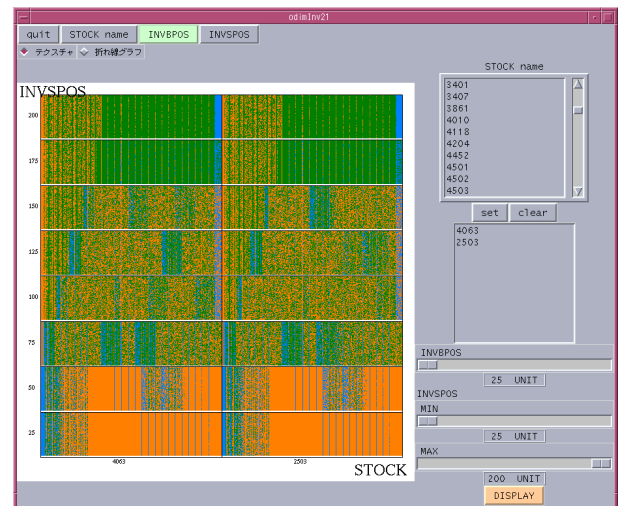 odimInv21
quit STOCK name INVBPOS INVSPOS
テクスチャ 折れ線グラフ
STOCK name
INVSPOS
3401
3407
3861
4010
4118
4204
4452
4501
4502
4503
set clear
4063
2503
200
175
150
125
100
75
50
25
4063 2503
STOCK
INVBPOS
25 UNIT
INVSPOS
MIN
25 UNIT
MAX
200 UNIT
DISPLAY